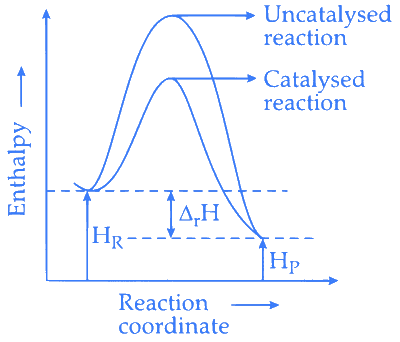 Uncatalysed
reaction
Catalysed
reaction
Enthalpy
ΔrH
HR
HP
Reaction
coordinate